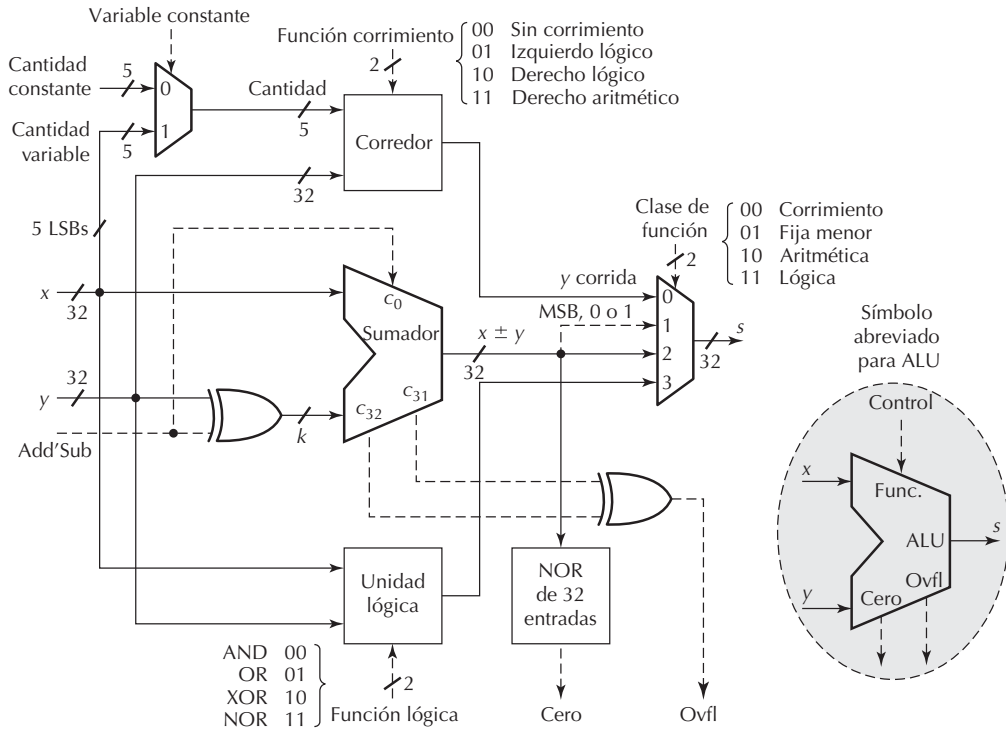 Variable constante
Cantidad
constante
5
0
Cantidad
variable
5
1
Cantidad
5
Función corrimiento
2
00 Sin corrimiento
01 Izquierdo lógico
10 Derecho lógico
11 Derecho aritmético
Corredor
32
5 LSBs
x
32
c0
Sumador
c31
c32
x ± y
32
y
32
Add'Sub
k
y corrida
MSB, 0 o 1
Clase de
función
2
00 Corrimiento
01 Fija menor
10 Aritmética
11 Lógica
0
1
2
3
s
32
Unidad
lógica
AND 00
OR 01
XOR 10
NOR 11
2
Función lógica
NOR
de 32
entradas
Cero
Ovfl
Símbolo
abreviado
para ALU
Control
x
Func.
ALU
s
Ovfl
y
Cero